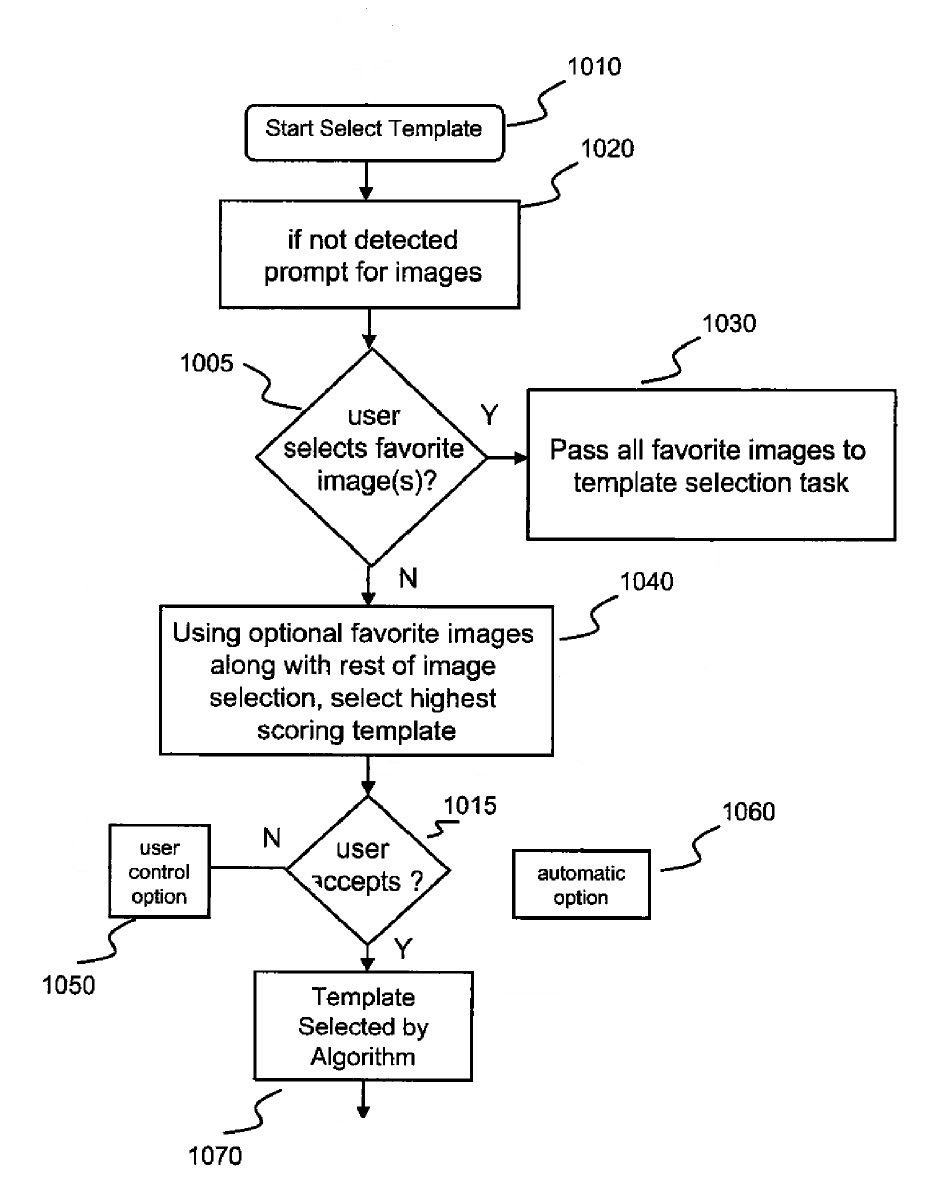 1010
Start Select Template
1020
if not detected
prompt for images
1030
1005
user
selects favorite
image(s)?
Y
Pass all favorite images to
template selection task
N
1040
Using optional favorite images
along with rest of image
selection, select highest
scoring template
1015
1060
N
user
accepts ?
user
control
option
automatic
option
1050
Y
Template
Selected by
Algorithm
1070